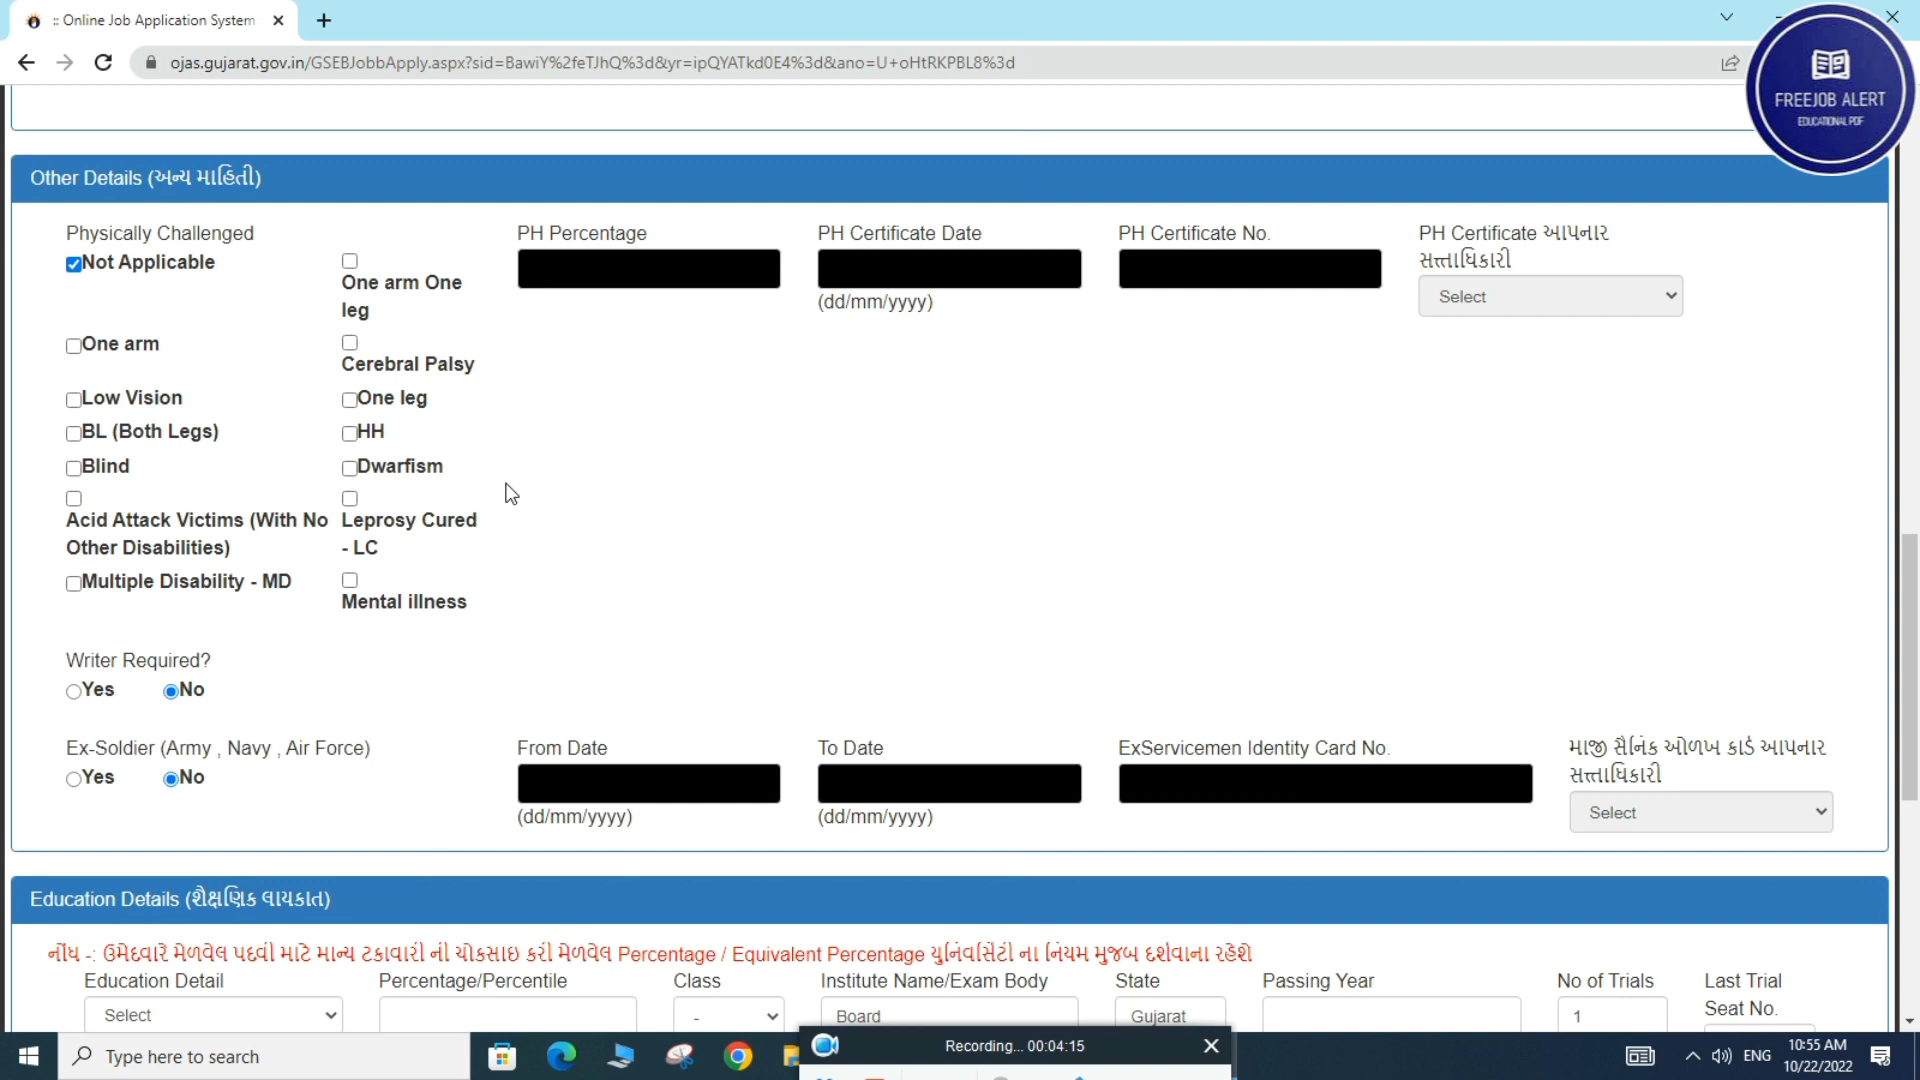 :: Online Job Application System
ojas.gujarat.gov.in/GSEBJobbApply.aspx?sid=BawiY%2feTJhQ%3d&yr=ipQYATkd0E4%3d&ano=U+oHtRKPBL8%3d
FREEJOB ALERT
EDUCATIONAL PDF
Other Details (અન્ય માહિતી)
Physically Challenged
Not Applicable
One arm One
leg
One arm
Cerebral Palsy
Low Vision
One leg
BL (Both Legs)
HH
Blind
Dwarfism
Acid Attack Victims (With No
Other Disabilities)
Leprosy Cured
- LC
Multiple Disability - MD
Mental illness
PH Percentage
PH Certificate Date
(dd/mm/yyyy)
PH Certificate No.
PH Certificate આપનાર
સત્તાધિકારી
Select
Writer Required?
Yes No
Ex-Soldier (Army , Navy , Air Force)
Yes No
From Date
(dd/mm/yyyy)
To Date
(dd/mm/yyyy)
ExServicemen Identity Card No.
માજી સૈનિક ઓળખ કાર્ડ આપનાર
સત્તાધિકારી
Select
Education Details (શૈક્ષણિક લાયકાત)
નોંધ -: ઉમેદવારે મેળવેલ પદવી માટે માન્ય ટકાવારી ની ચોકસાઇ કરી મેળવેલ Percentage / Equivalent Percentage યુનિવર્સિટી ના નિયમ મુજબ દર્શાવાના રહેશે
Education Detail
Select
Percentage/Percentile
Class
-
Institute Name/Exam Body
Board
State
Gujarat
Passing Year
No of Trials
1
Last Trial
Seat No.
Type here to search
Recording... 00:04:15
ENG
10:55 AM
10/22/2022